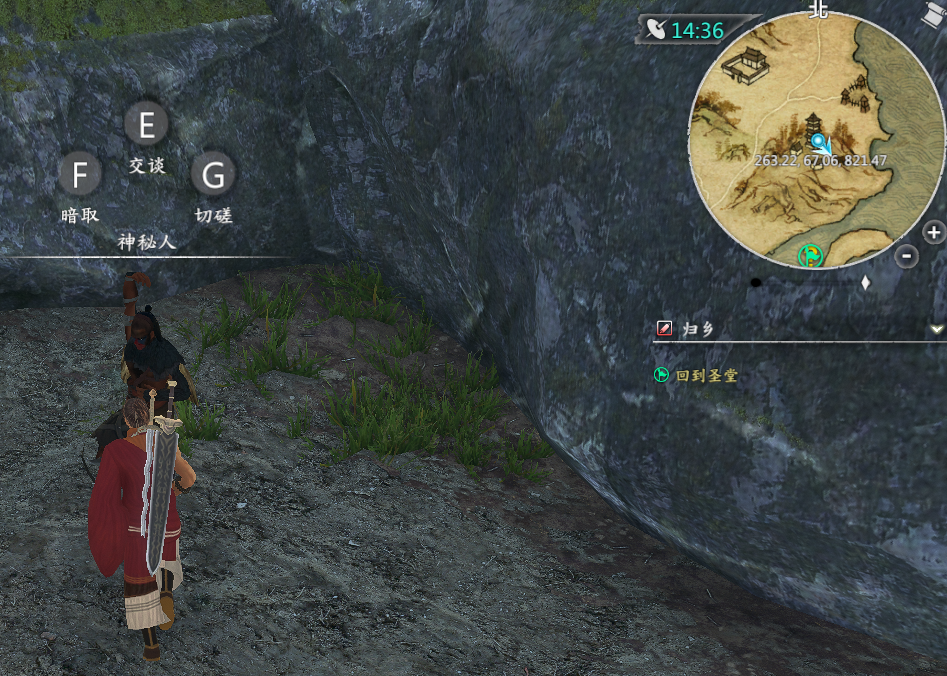 北
14:36
263.22, 67.06, 821.47
E
交谈
F
G
暗取
切磋
神秘人
归乡
回到圣堂